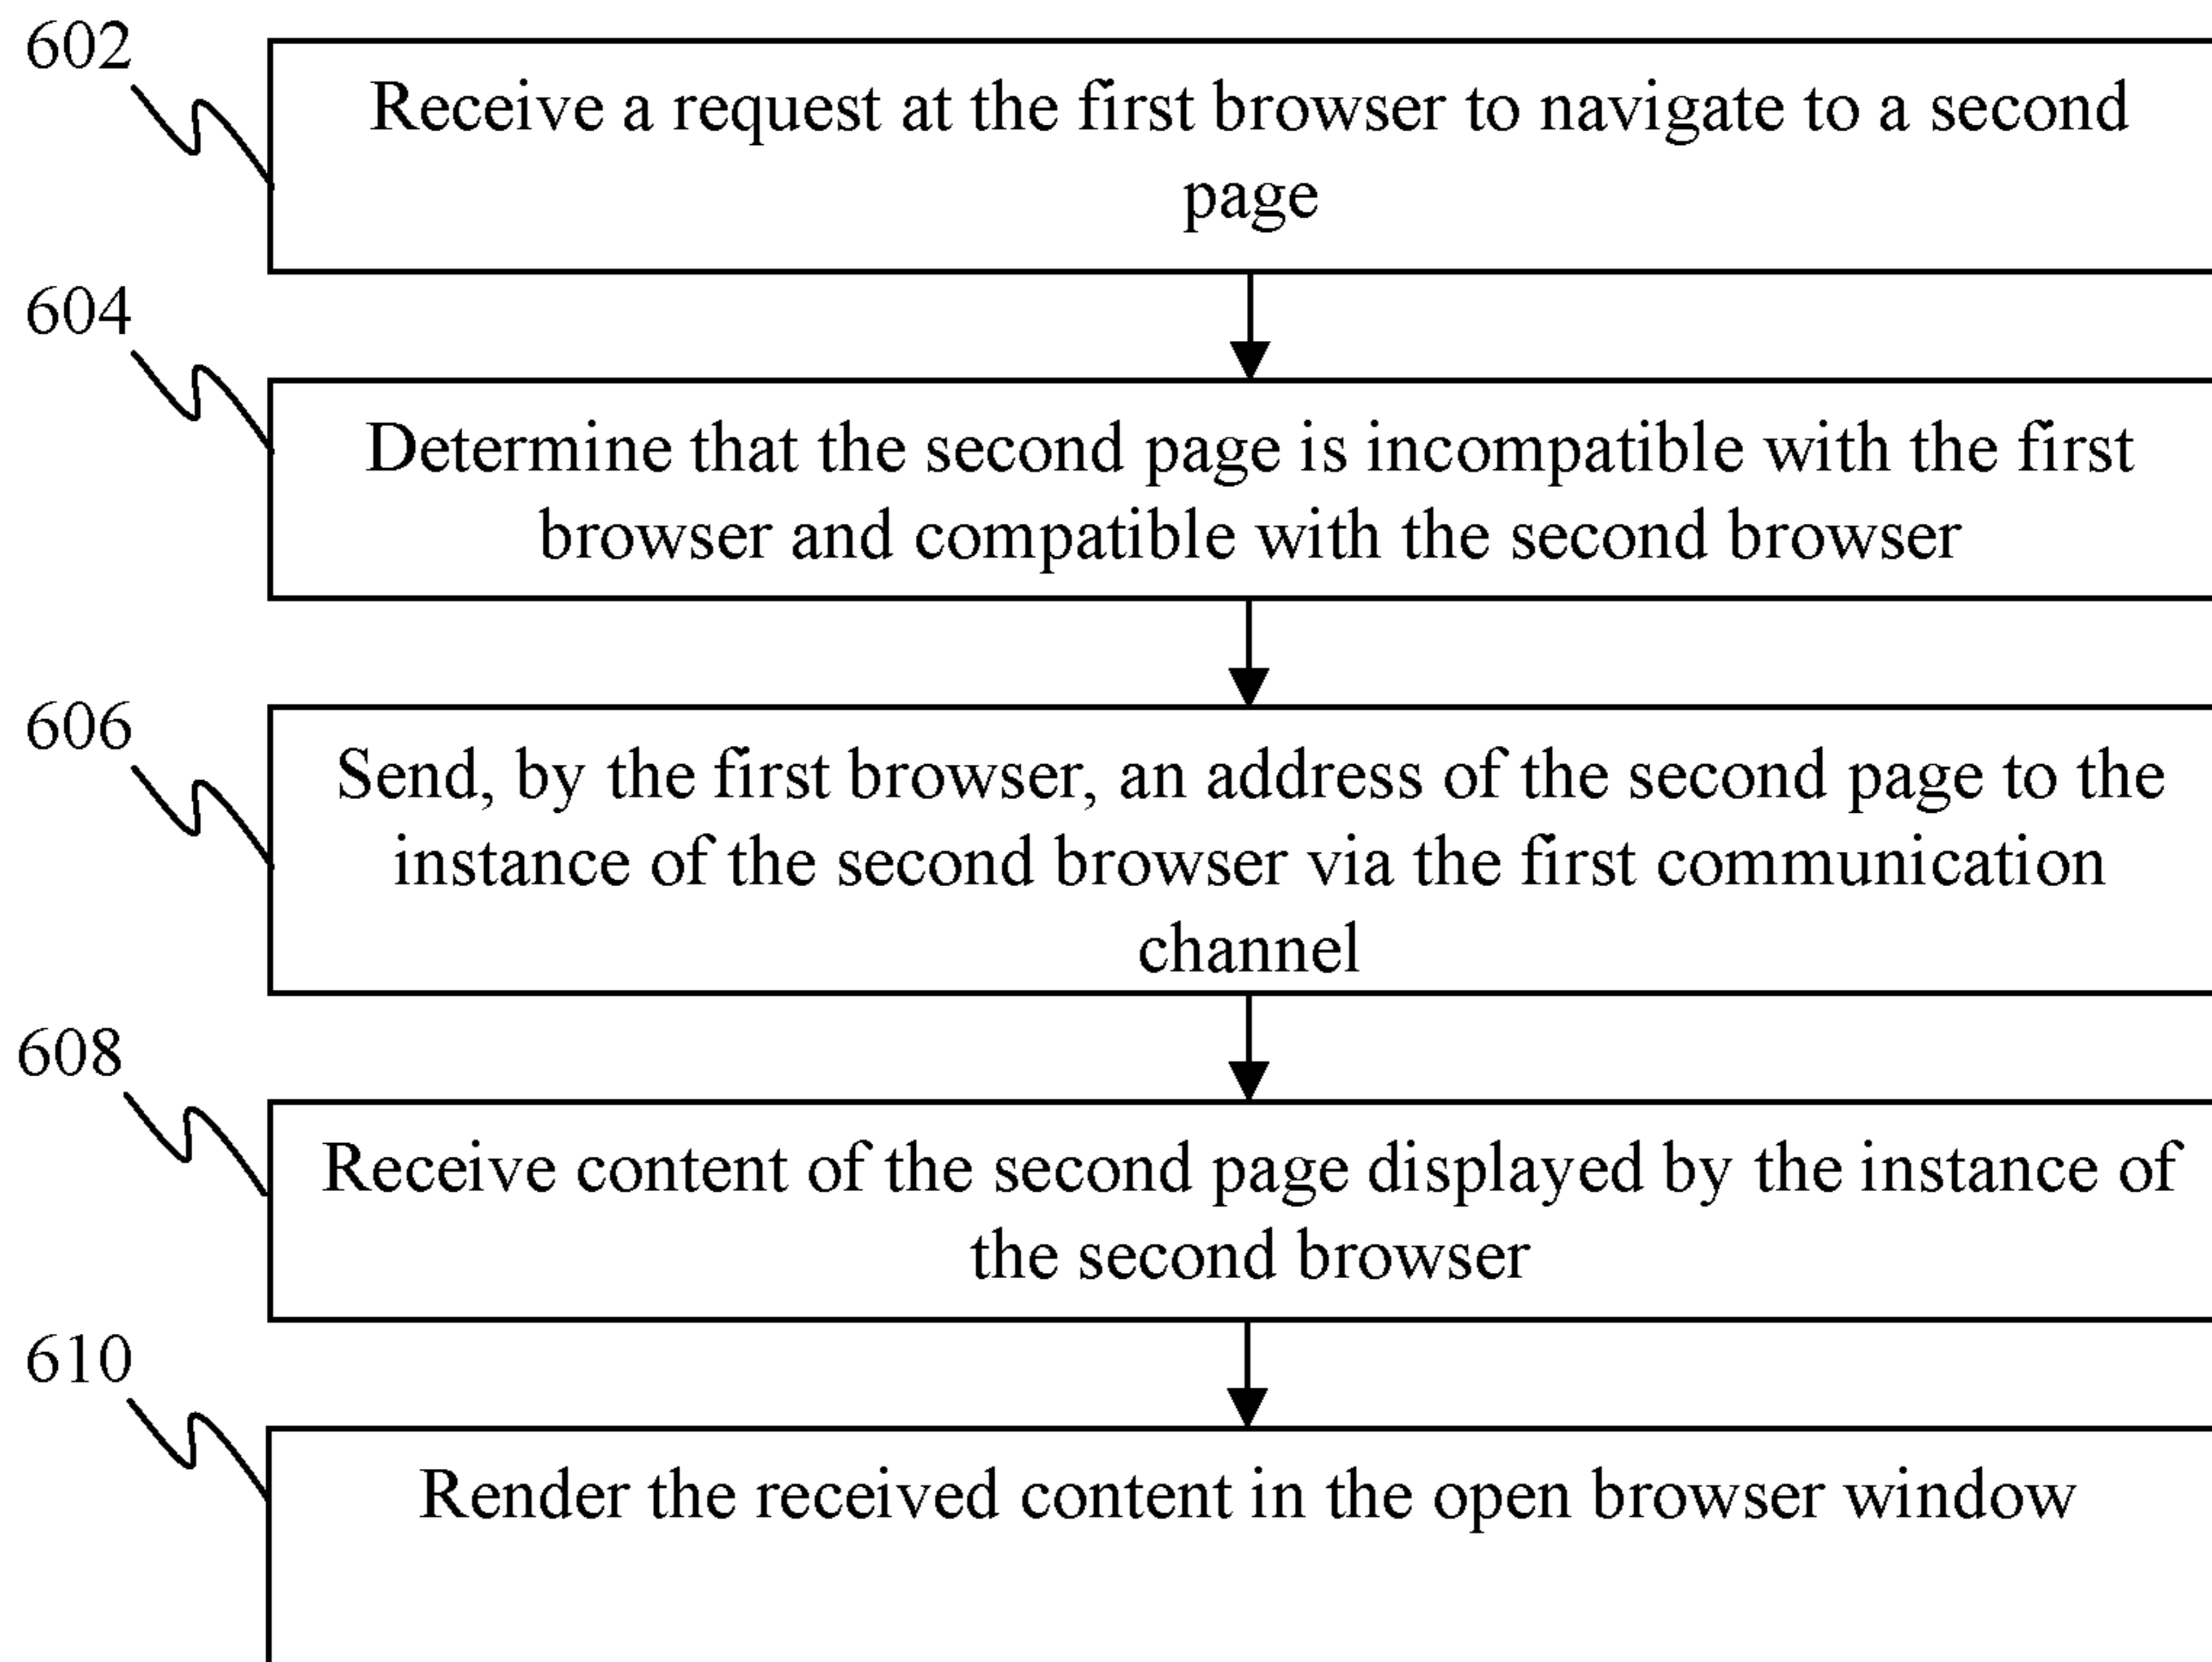 602
Receive a request at the first browser to navigate to a second
page
604
Determine that the second page is incompatible with the first
browser and compatible with the second browser
606
Send, by the first browser, an address of the second page to the
instance of the second browser via the first communication
channel
608
Receive content of the second page displayed by the instance of
the second browser
610
Render the received content in the open browser window